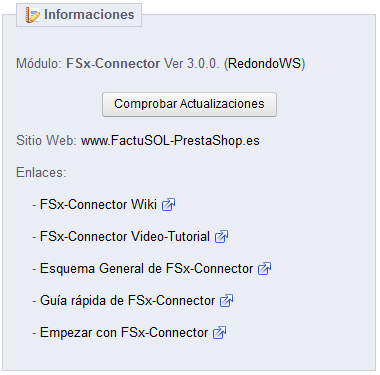 Informaciones
Módulo: FSx-Connector Ver 3.0.0. (RedondoWS)
Comprobar Actualizaciones
Sitio Web: www.FactuSOL-PrestaShop.es
Enlaces:
- FSx-Connector Wiki
- FSx-Connector Video-Tutorial
- Esquema General de FSx-Connector
- Guía rápida de FSx-Connector
- Empezar con FSx-Connector